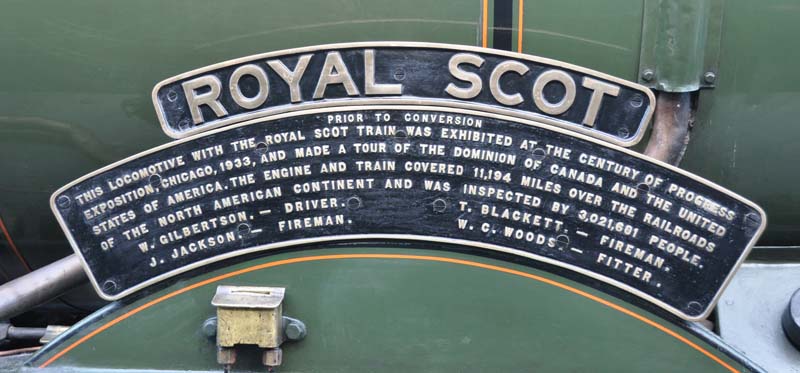 ROYAL SCOT
PRIOR TO CONVERSION
THIS LOCOMOTIVE WITH THE ROYAL SCOT TRAIN WAS EXHIBITED AT THE CENTURY OF PROGRESS
EXPOSITION, CHICAGO, 1933, AND MADE A TOUR OF THE DOMINION OF CANADA AND THE UNITED
STATES OF AMERICA. THE ENGINE AND TRAIN COVERED 11,194 MILES OVER THE RAILROADS
OF THE NORTH AMERICAN CONTINENT AND WAS INSPECTED BY 3,021,601 PEOPLE.
W. GILBERTSON. — DRIVER. T. BLACKETT. — FIREMAN.
J. JACKSON. — FIREMAN. W. C. WOODS. — FITTER.